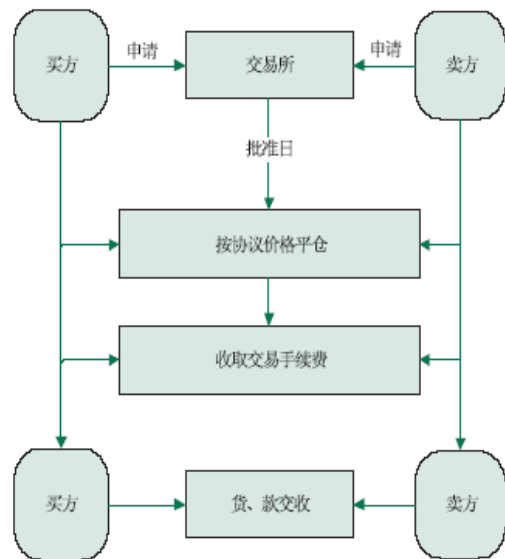 买方
申请
交易所
申请
卖方
批准日
按协议价格平仓
收取交易手续费
买方
货、款交收
卖方